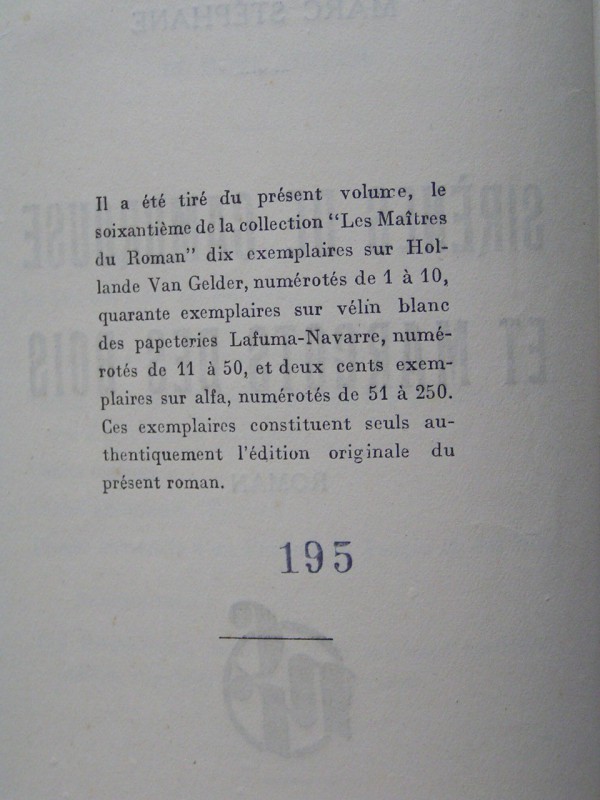 Il a été tiré du présent volume, le
soixantième de la collection “Les Maîtres
du Roman” dix exemplaires sur Hol-
lande Van Gelder, numérotés de 1 à 10,
quarante exemplaires sur vélin blanc
des papeteries Lafuma-Navarre, numé-
rotés de 11 à 50, et deux cents exem-
plaires sur alfa, numérotés de 51 à 250.
Ces exemplaires constituent seuls au-
thentiquement l'édition originale du
présent roman.
195